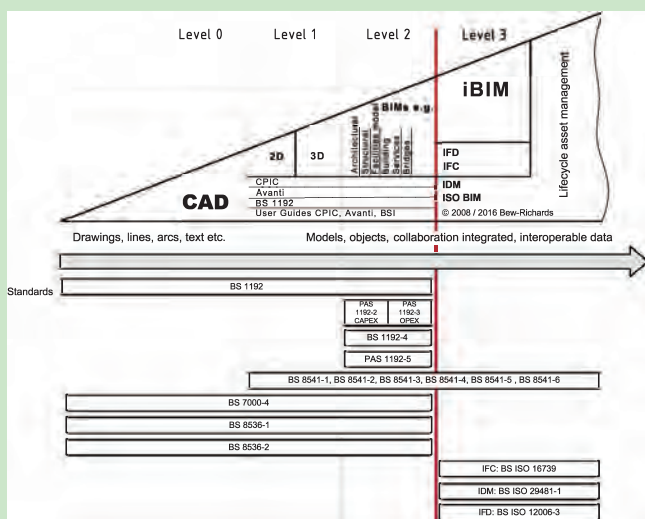 Level 0 Level 1 Level 2 Level 3
iBIM
BIMs e.g.
Lifecycle asset management
Architectural
Structural
Facilities model
Building
Services
Bridges
2D 3D
IFD
IFC
CPIC
IDM
Avanti
CAD
ISO BIM
BS 1192
User Guides CPIC, Avanti, BSI
© 2008 / 2016 Bew-Richards
Drawings, lines, arcs, text etc.
Models, objects, collaboration integrated, interoperable data
Standards
BS 1192
PAS
1192-2
CAPEX
PAS
1192-3
OPEX
BS 1192-4
PAS 1192-5
BS 8541-1, BS 8541-2, BS 8541-3, BS 8541-4, BS 8541-5 , BS 8541-6
BS 7000-4
BS 8536-1
BS 8536-2
IFC: BS ISO 16739
IDM: BS ISO 29481-1
IFD: BS ISO 12006-3